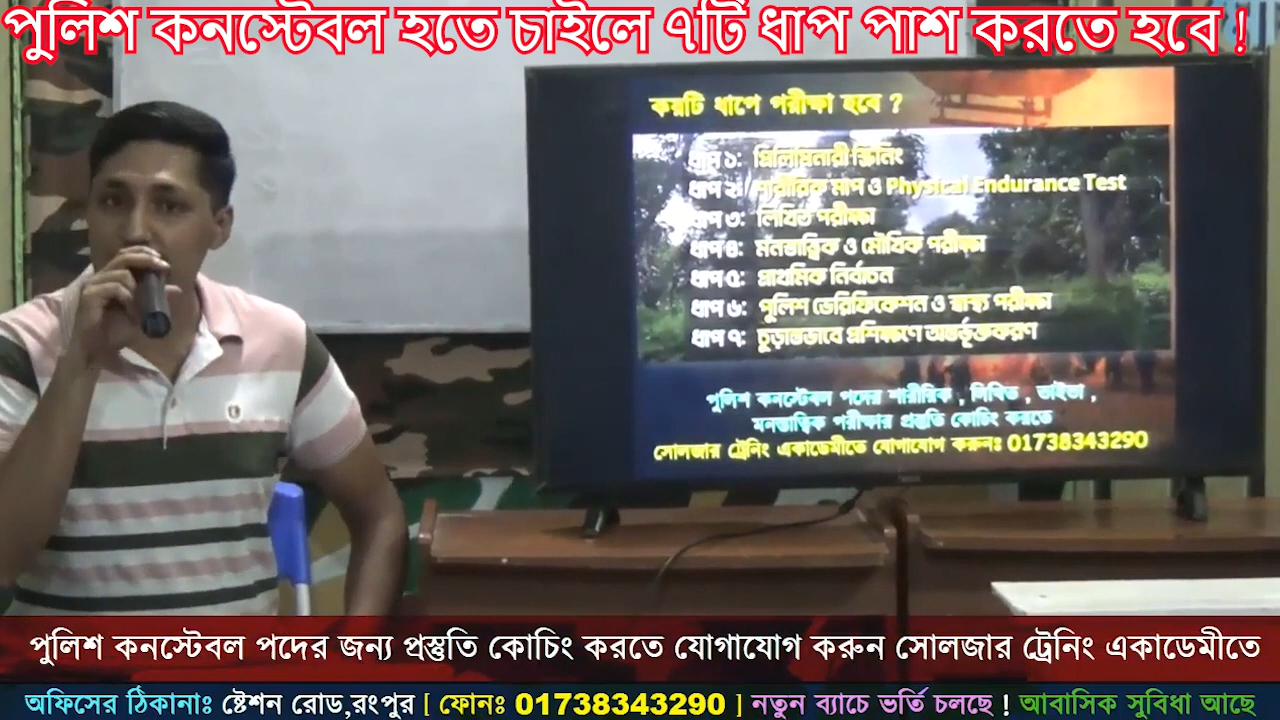 পুলিশ কনস্টেবল হতে চাইলে ৭টি ধাপ পাশ করতে হবে !
কয়টি ধাপে পরীক্ষা হবে ?
ধাপ ১: প্রিলিমিনারী স্ক্রিনিং
ধাপ ২: শারীরিক মাপ ও Physical Endurance Test
ধাপ ৩: লিখিত পরীক্ষা
ধাপ ৪: মনস্তাত্ত্বিক ও মৌখিক পরীক্ষা
ধাপ ৫: প্রাথমিক নির্বাচন
ধাপ ৬: পুলিশ ভেরিফিকেশন ও স্বাস্থ্য পরীক্ষা
ধাপ ৭: চূড়ান্তভাবে প্রশিক্ষণে অন্তর্ভূক্তকরণ
পুলিশ কনস্টেবল পদের শারীরিক , লিখিত , ভাইভা ,
মনস্তাত্বিক পরীক্ষার প্রস্তুতি কোচিং করতে
সোলজার ট্রেনিং একাডেমীতে যোগাযোগ করুনঃ 01738343290
পুলিশ কনস্টেবল পদের জন্য প্রস্তুতি কোচিং করতে যোগাযোগ করুন সোলজার ট্রেনিং একাডেমীতে
অফিসের ঠিকানাঃ ষ্টেশন রোড,রংপুর [ ফোনঃ 01738343290 ] নতুন ব্যাচে ভর্তি চলছে ! আবাসিক সুবিধা আছে